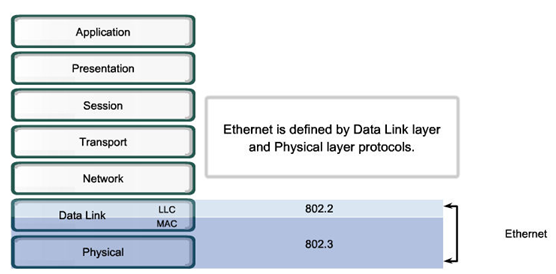 Application
Presentation
Session
Transport
Network
Data Link
LLC
MAC
Physical
Ethernet is defined by Data Link layer
and Physical layer protocols.
802.2
802.3
Ethernet